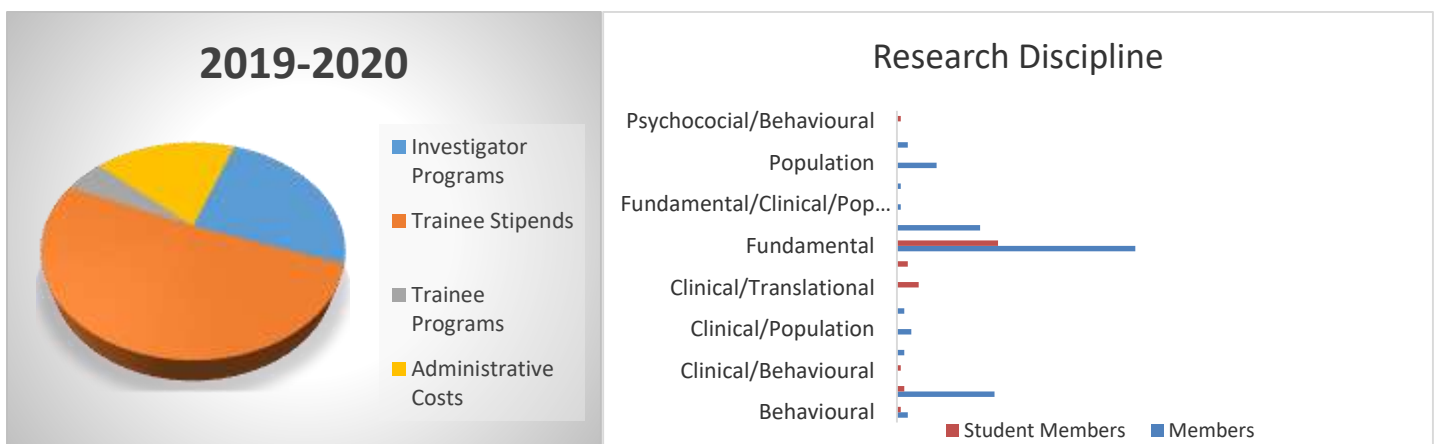 2019-2020
Investigator
Programs
Trainee Stipends
Trainee
Programs
Administrative
Costs
Research Discipline
Psychococial/Behavioural
Population
Fundamental/Clinical/Pop...
Fundamental
Clinical/Translational
Clinical/Population
Clinical/Behavioural
Behavioural
Student Members
Members